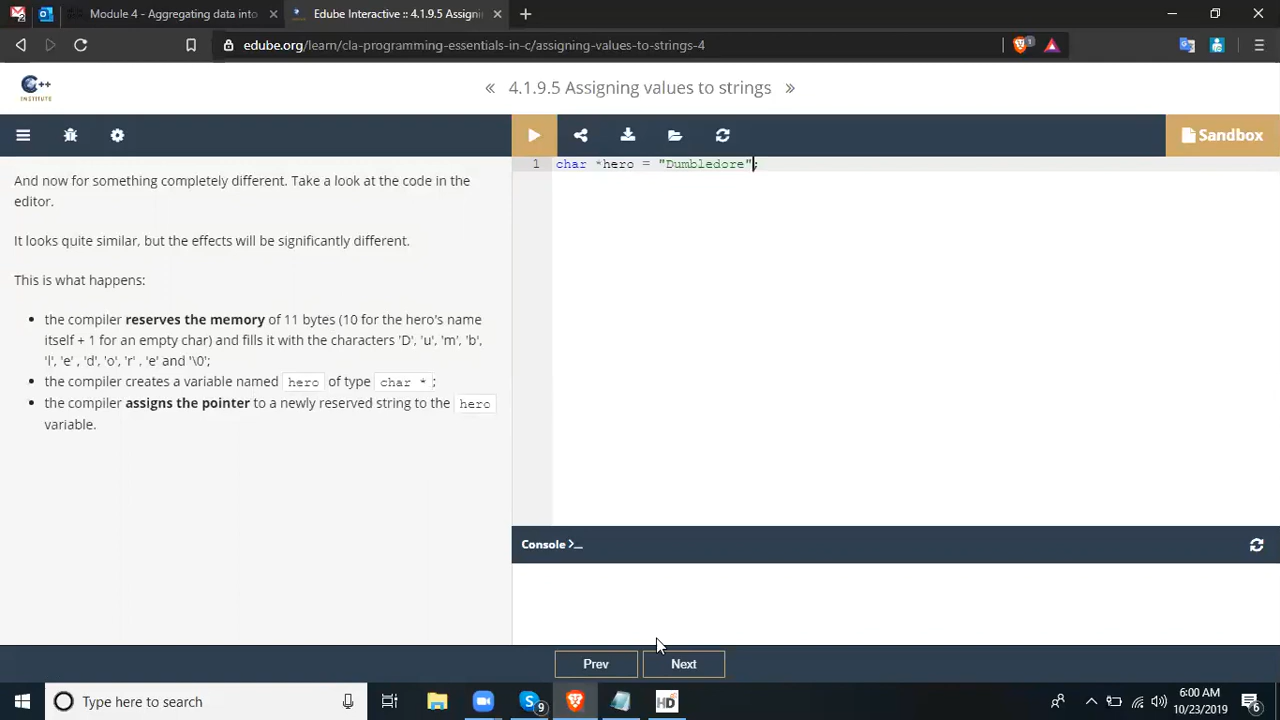 Module 4 - Aggregating data into
Edube Interactive :: 4.1.9.5 Assigni
edube.org/learn/cla-programming-essentials-in-c/assigning-values-to-strings-4
1
C++
INSTITUTE
« 4.1.9.5 Assigning values to strings »
Sandbox
And now for something completely different. Take a look at the code in the
editor.
It looks quite similar, but the effects will be significantly different.
This is what happens:
the compiler reserves the memory of 11 bytes (10 for the hero's name
itself + 1 for an empty char) and fills it with the characters 'D', 'u', 'm', 'b',
'l', 'e' , 'd', 'o', 'r' , 'e' and '\0';
the compiler creates a variable named hero of type char * ;
the compiler assigns the pointer to a newly reserved string to the hero
variable.
1 char *hero = "Dumbledore";
Console >_
Prev
Next
Type here to search
9
HD
6:00 AM
10/23/2019
6